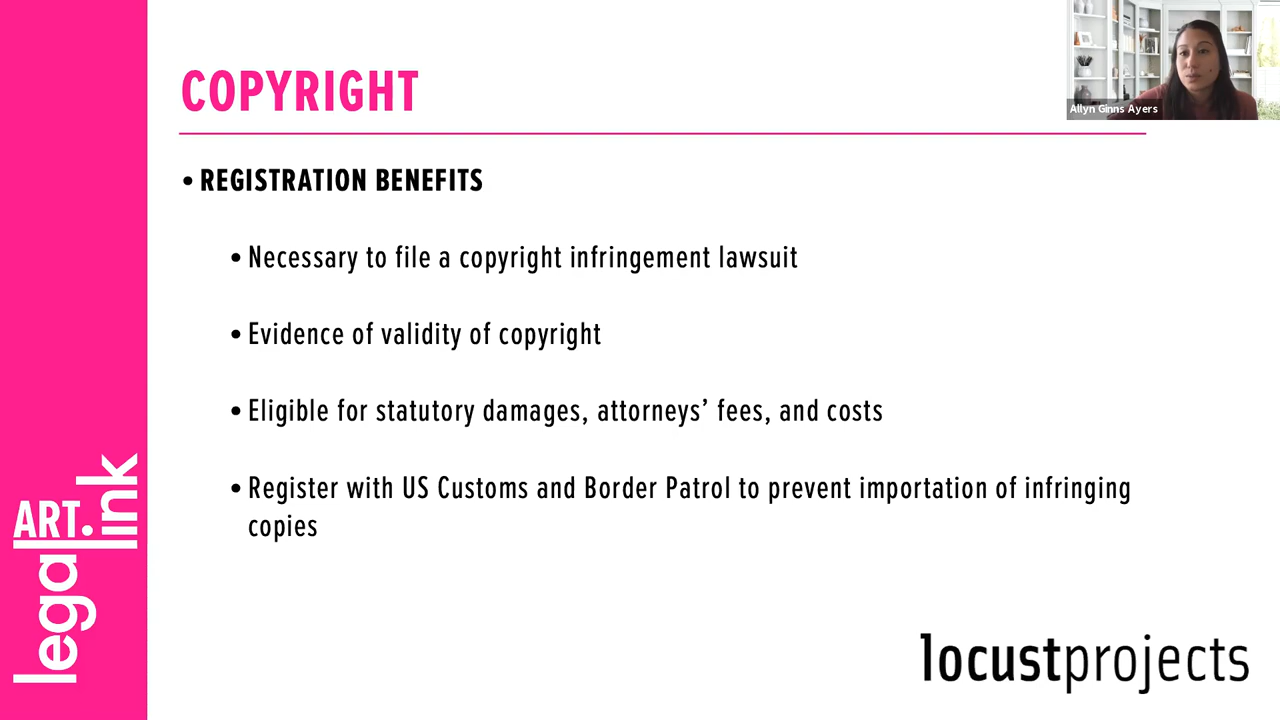 COPYRIGHT
Allyn Ginns Ayers
• REGISTRATION BENEFITS
• Necessary to file a copyright infringement lawsuit
• Evidence of validity of copyright
• Eligible for statutory damages, attorneys’ fees, and costs
• Register with US Customs and Border Patrol to prevent importation of infringing
copies
legal
ART.
link
locustprojects